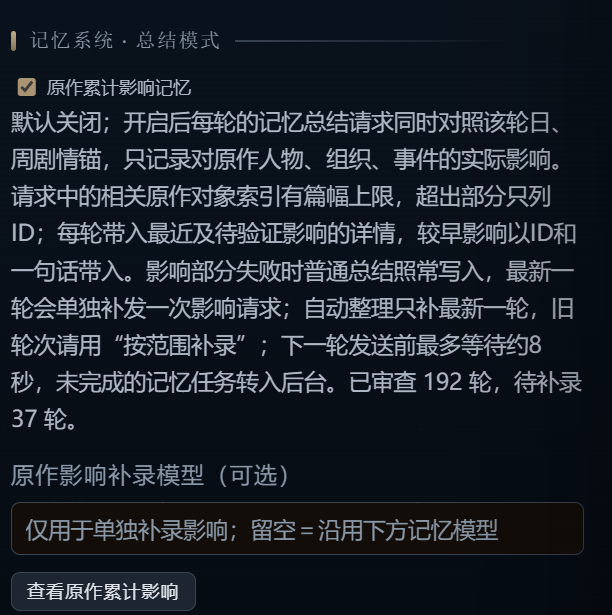 记忆系统 · 总结模式
原作累计影响记忆
默认关闭；开启后每轮的记忆总结请求同时对照该轮日、
周剧情锚，只记录对原作人物、组织、事件的实际影响。
请求中的相关原作对象索引有篇幅上限，超出部分只列
ID；每轮带入最近及待验证影响的详情，较早影响以ID和
一句话带入。影响部分失败时普通总结照常写入，最新一
轮会单独补发一次影响请求；自动整理只补最新一轮，旧
轮次请用“按范围补录”；下一轮发送前最多等待约8
秒，未完成的记忆任务转入后台。已审查 192 轮，待补录
37 轮。
原作影响补录模型（可选）
仅用于单独补录影响；留空＝沿用下方记忆模型
查看原作累计影响